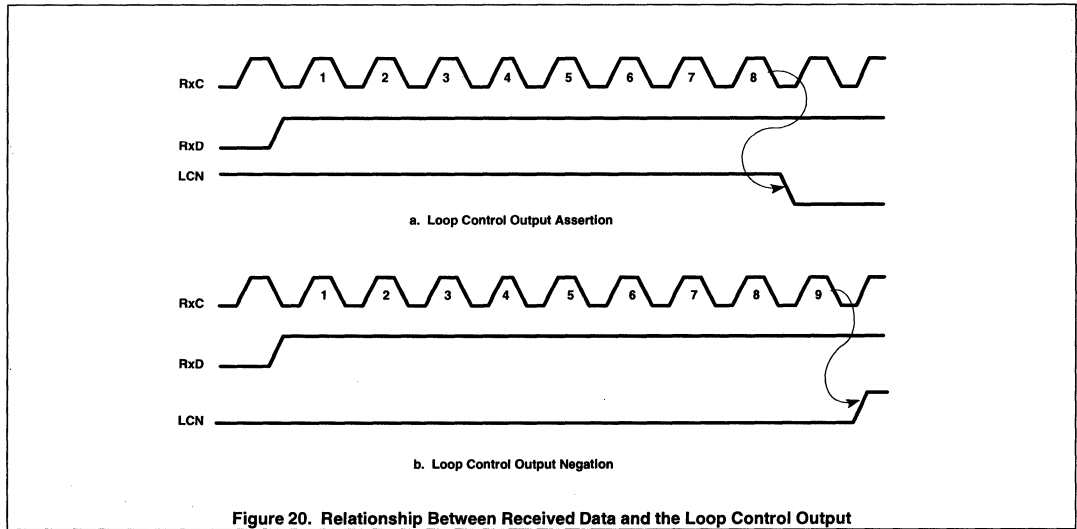 RxC 1 2 3 4 5 6 7 8
RxD
LCN
a. Loop Control Output Assertion
RxC 1 2 3 4 5 6 7 8 9
RxD
LCN
b. Loop Control Output Negation
Figure 20. Relationship Between Received Data and the Loop Control Output